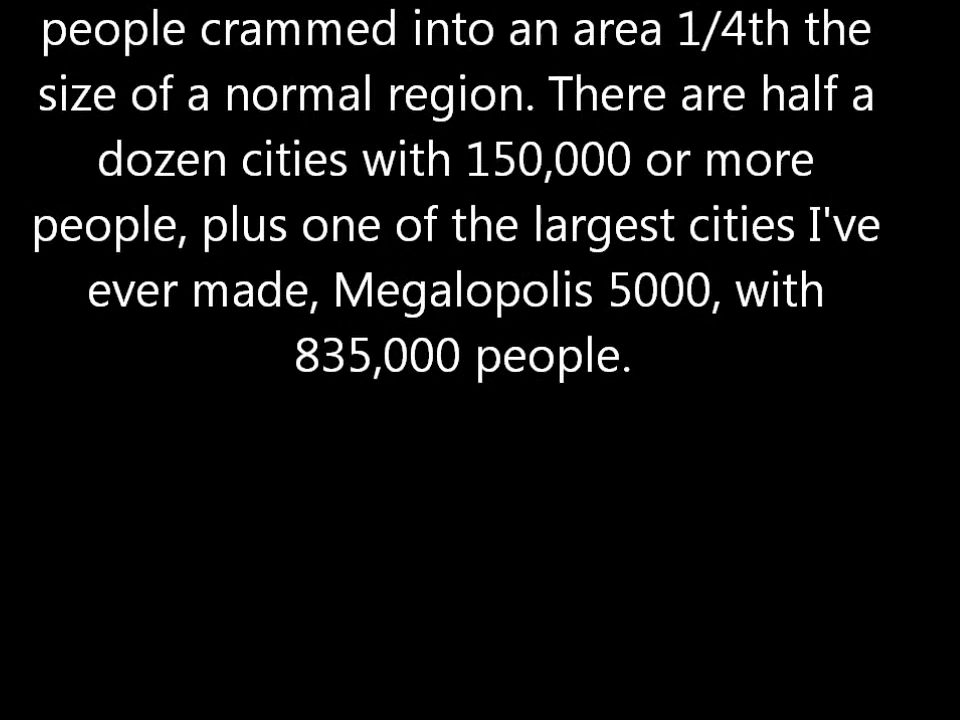 people crammed into an area 1/4th the
size of a normal region. There are half a
dozen cities with 150,000 or more
people, plus one of the largest cities I've
ever made, Megalopolis 5000, with
835,000 people.